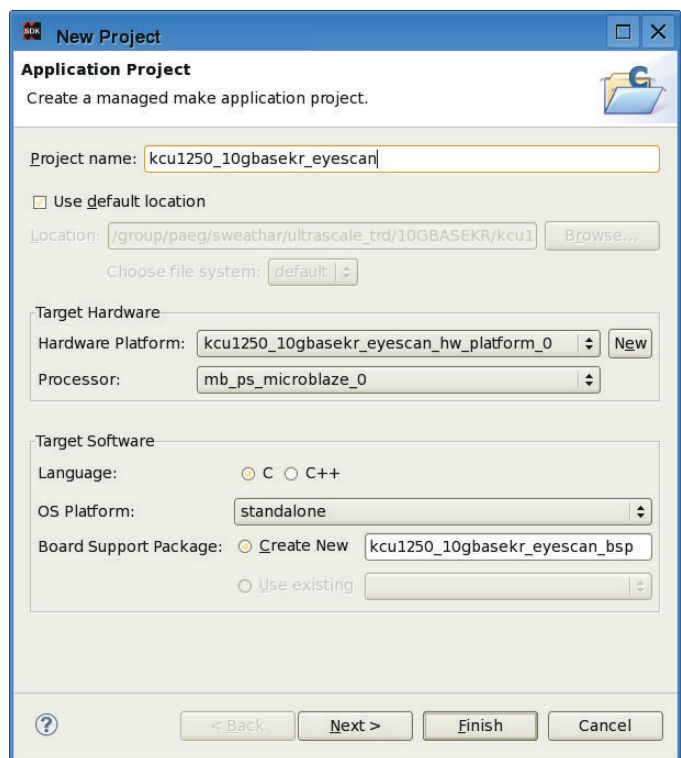 SDK New Project
Application Project
Create a managed make application project.
C
Project name: kcu1250_10gbasekr_eyescan
Use default location
Location: /group/paeg/sweathar/ultrascale_trd/10GBASEKR/kcu1 Browse...
Choose file system: default
Target Hardware
Hardware Platform: kcu1250_10gbasekr_eyescan_hw_platform_0 New
Processor: mb_ps_microblaze_0
Target Software
Language: C C++
OS Platform: standalone
Board Support Package: Create New kcu1250_10gbasekr_eyescan_bsp
Use existing
? < Back Next > Finish Cancel